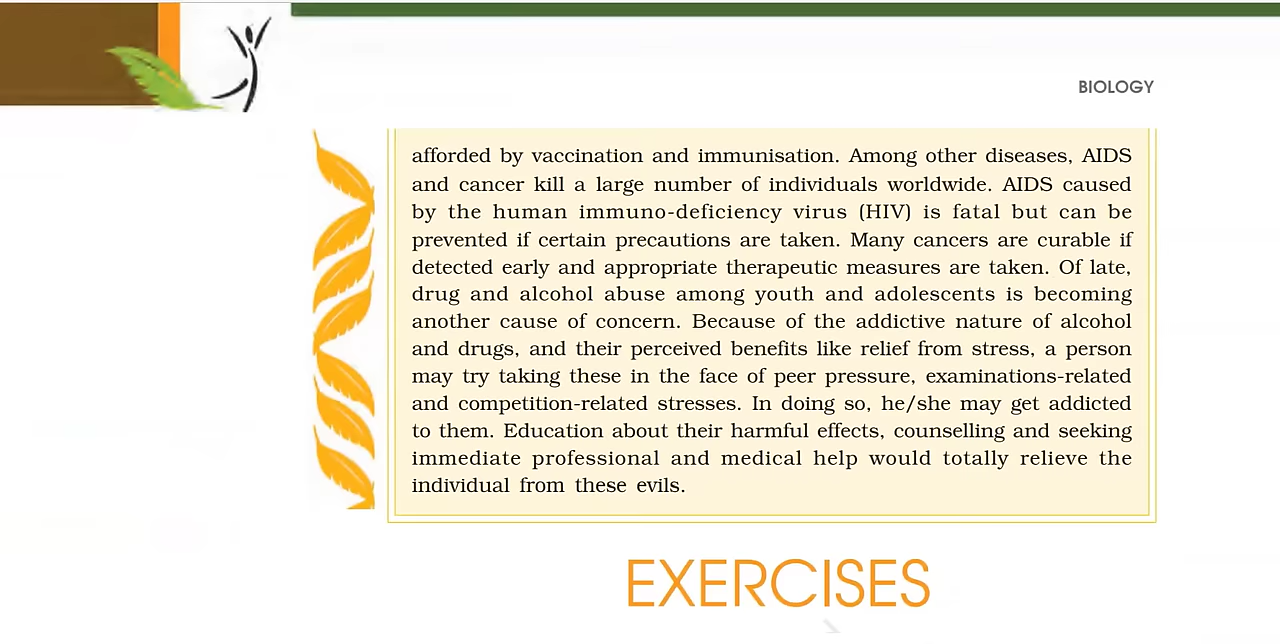 BIOLOGY
afforded by vaccination and immunisation. Among other diseases, AIDS
and cancer kill a large number of individuals worldwide. AIDS caused
by the human immuno-deficiency virus (HIV) is fatal but can be
prevented if certain precautions are taken. Many cancers are curable if
detected early and appropriate therapeutic measures are taken. Of late,
drug and alcohol abuse among youth and adolescents is becoming
another cause of concern. Because of the addictive nature of alcohol
and drugs, and their perceived benefits like relief from stress, a person
may try taking these in the face of peer pressure, examinations-related
and competition-related stresses. In doing so, he/she may get addicted
to them. Education about their harmful effects, counselling and seeking
immediate professional and medical help would totally relieve the
individual from these evils.
EXERCISES